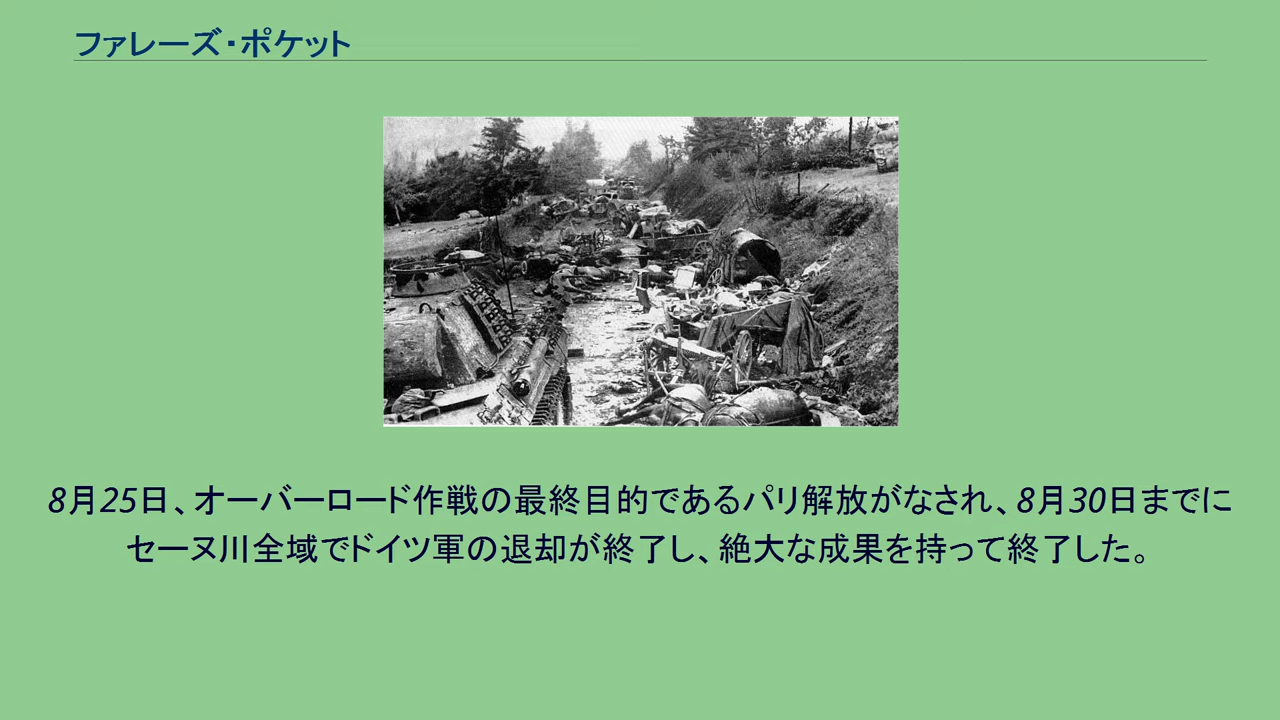 ファレーズ・ポケット
8月25日、オーバーロード作戦の最終目的であるパリ解放がなされ、8月30日までに
セーヌ川全域でドイツ軍の退却が終了し、絶大な成果を持って終了した。